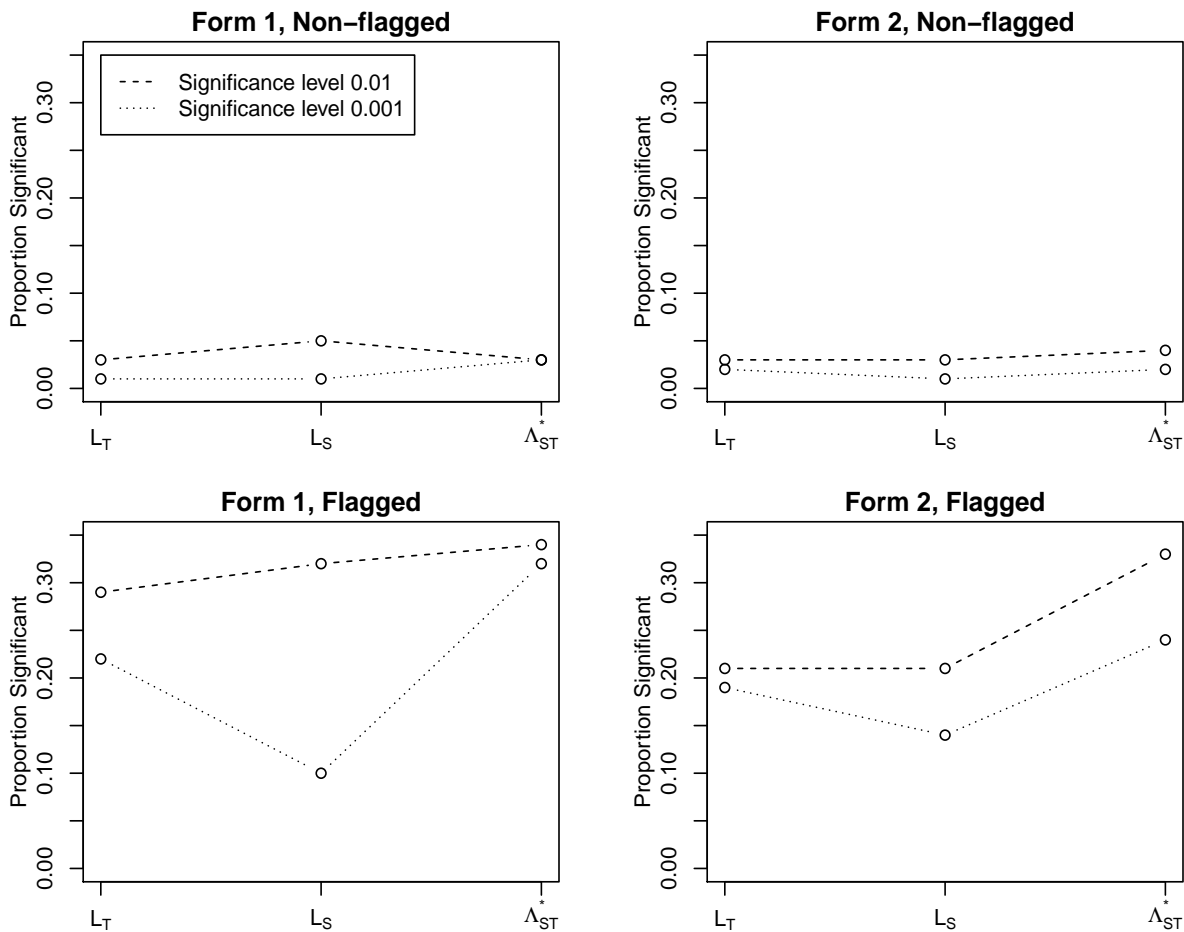 Form 1, Non−flagged
Proportion Significant
0.00 0.10 0.20 0.30
Significance level 0.01
Significance level 0.001
L_T L_S Λ*_ST
Form 2, Non−flagged
Proportion Significant
0.00 0.10 0.20 0.30
L_T L_S Λ*_ST
Form 1, Flagged
Proportion Significant
0.00 0.10 0.20 0.30
L_T L_S Λ*_ST
Form 2, Flagged
Proportion Significant
0.00 0.10 0.20 0.30
L_T L_S Λ*_ST